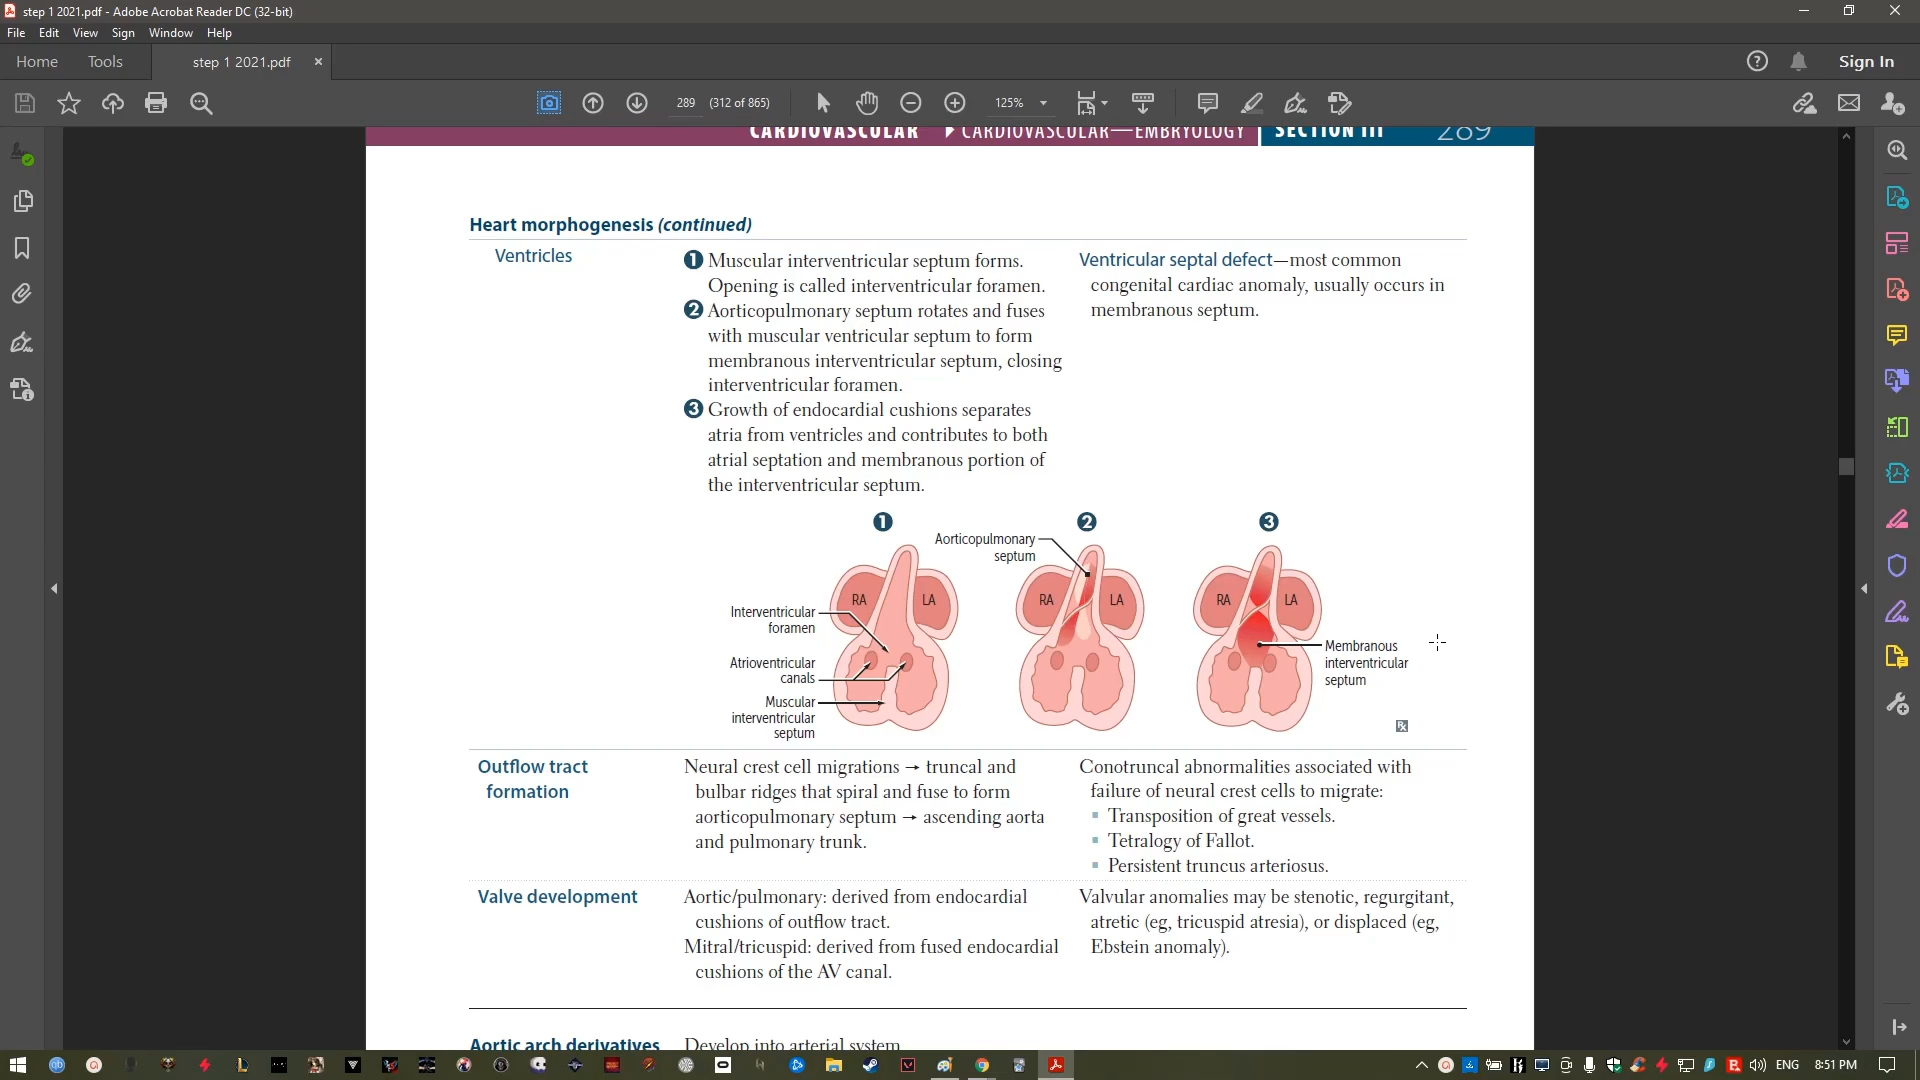 step 1 2021.pdf - Adobe Acrobat Reader DC (32-bit)
File Edit View Sign Window Help
Home Tools step 1 2021.pdf Sign In
289 (312 of 865) 125%
CARDIOVASCULAR CARDIOVASCULAR—EMBRYOLOGY SECTION III 289
Heart morphogenesis (continued)
Ventricles
1 Muscular interventricular septum forms.
Opening is called interventricular foramen.
2 Aorticopulmonary septum rotates and fuses
with muscular ventricular septum to form
membranous interventricular septum, closing
interventricular foramen.
3 Growth of endocardial cushions separates
atria from ventricles and contributes to both
atrial septation and membranous portion of
the interventricular septum.
Ventricular septal defect—most common
congenital cardiac anomaly, usually occurs in
membranous septum.
1 2 3
Aorticopulmonary
septum
RA LA RA LA RA LA
Interventricular
foramen
Atrioventricular
canals
Muscular
interventricular
septum
Membranous
interventricular
septum
Rx
Outflow tract
formation
Neural crest cell migrations → truncal and
bulbar ridges that spiral and fuse to form
aorticopulmonary septum → ascending aorta
and pulmonary trunk.
Conotruncal abnormalities associated with
failure of neural crest cells to migrate:
▪ Transposition of great vessels.
▪ Tetralogy of Fallot.
▪ Persistent truncus arteriosus.
Valve development
Aortic/pulmonary: derived from endocardial
cushions of outflow tract.
Mitral/tricuspid: derived from fused endocardial
cushions of the AV canal.
Valvular anomalies may be stenotic, regurgitant,
atretic (eg, tricuspid atresia), or displaced (eg,
Ebstein anomaly).
Aortic arch derivatives Develop into arterial system.
ENG 8:51 PM